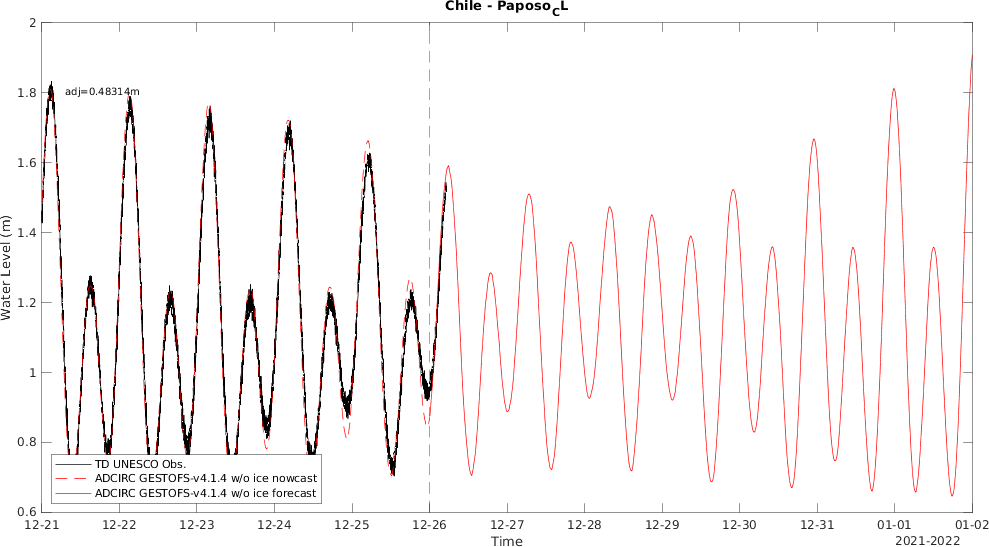 Chile - Paposo_CL
2
1.8
1.6
1.4
1.2
1
0.8
0.6
Water Level (m)
adj=0.48314m
TD UNESCO Obs.
ADCIRC GESTOFS-v4.1.4 w/o ice nowcast
ADCIRC GESTOFS-v4.1.4 w/o ice forecast
12-21 12-22 12-23 12-24 12-25 12-26 12-27 12-28 12-29 12-30 12-31 01-01 01-02
Time
2021-2022